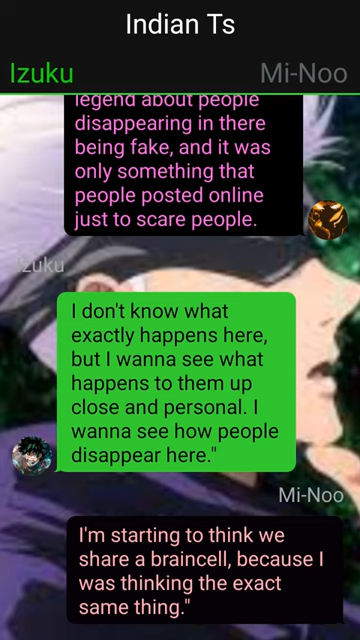 Indian Ts
Izuku
Mi-Noo
legend about people
disappearing in there
being fake, and it was
only something that
people posted online
just to scare people.
Izuku
I don't know what
exactly happens here,
but I wanna see what
happens to them up
close and personal. I
wanna see how people
disappear here."
Mi-Noo
I'm starting to think we
share a braincell, because I
was thinking the exact
same thing."